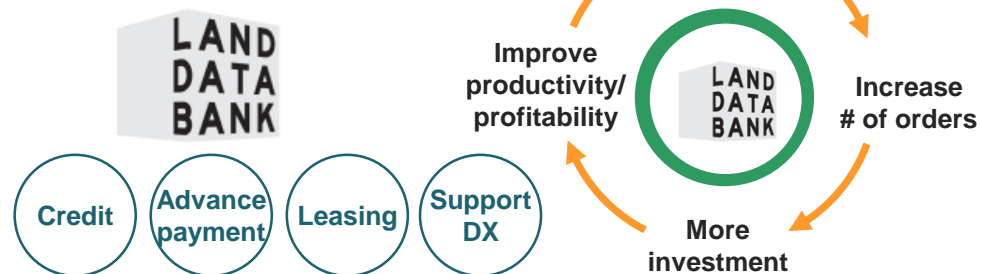 LAND
DATA
BANK
Credit
Advance
payment
Leasing
Support
DX
Improve
productivity/
profitability
LAND
DATA
BANK
Increase
# of orders
More
investment